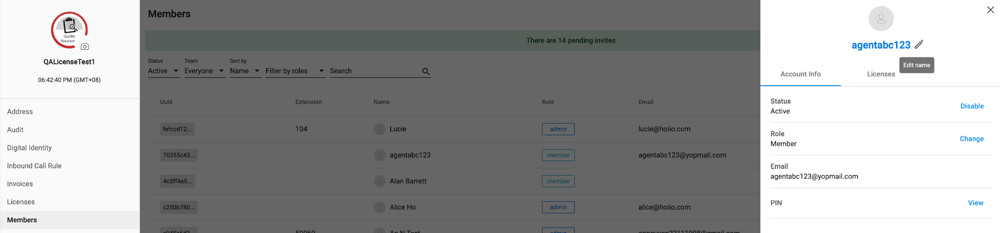 Quality
Assuranc
QALicenseTest1
06:42:40 PM (GMT+08)
Address
Audit
Digital Identity
Inbound Call Rule
Invoices
Licenses
Members
Members
There are 14 pending invites
Status Team Sort by
Active Everyone Name Filter by roles Search
Uuid Extension Name Role Email
fefccd12... 104 Lucie admin lucie@hoiio.com
70355c43... agentabc123 member agentabc123@yopmail.com
4c5ff4e5... Alan Barrett member
c250b780... Alice Ho admin alice@hoiio.com
An N Test admin
agentabc123
Edit name
Account Info Licenses
Status
Active
Disable
Role
Member
Change
Email
agentabc123@yopmail.com
PIN
View